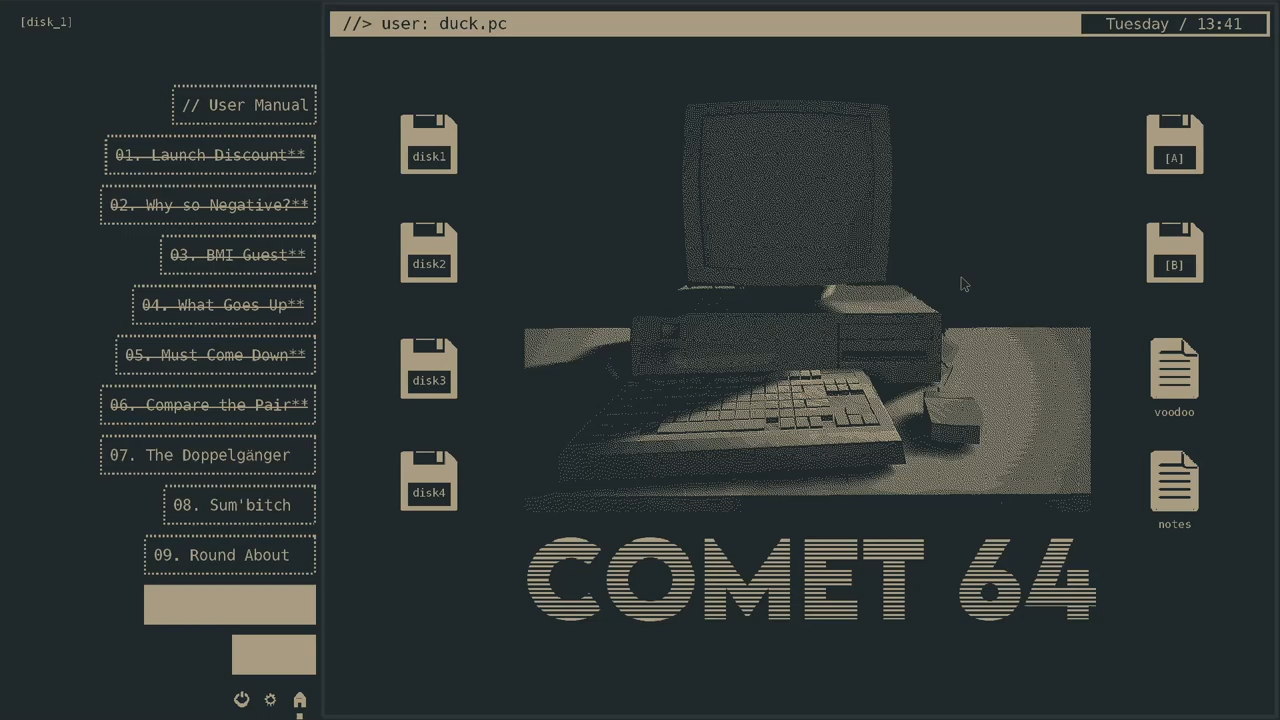 [disk_1]
//> user: duck.pc
Tuesday / 13:41
// User Manual
01. Launch Discount**
02. Why so Negative?**
03. BMI Guest**
04. What Goes Up**
05. Must Come Down**
06. Compare the Pair**
07. The Doppelgänger
08. Sum'bitch
09. Round About
disk1
disk2
disk3
disk4
[A]
[B]
voodoo
notes
COMET 64